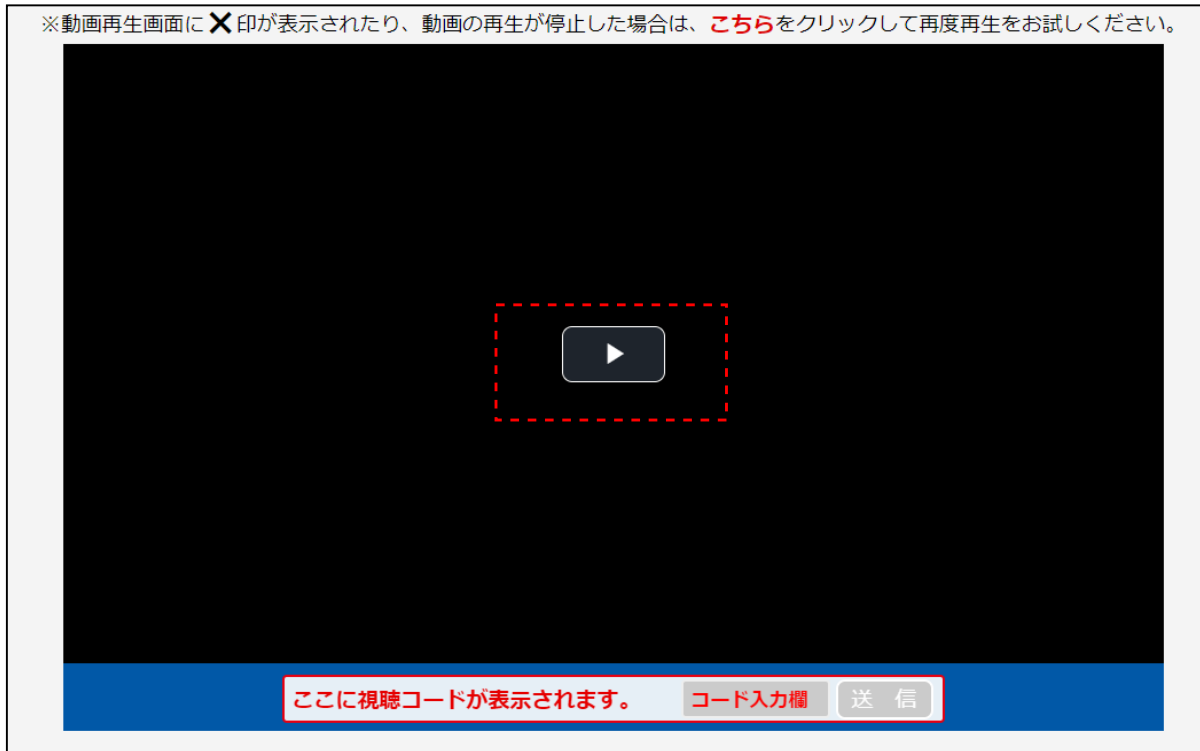 ※動画再生画面に✕印が表示されたり、動画の再生が停止した場合は、こちらをクリックして再度再生をお試しください。
ここに視聴コードが表示されます。 コード入力欄 送 信